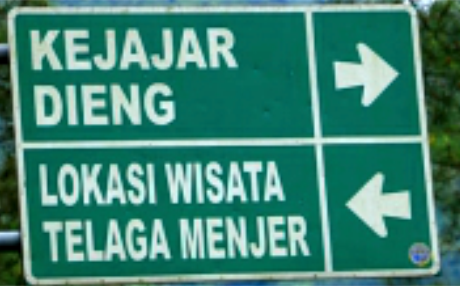 KEJAJAR
DIENG
LOKASI WISATA
TELAGA MENJER